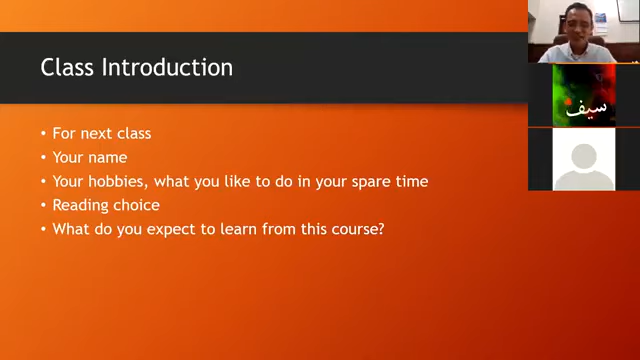 Class Introduction
• For next class
• Your name
• Your hobbies, what you like to do in your spare time
• Reading choice
• What do you expect to learn from this course?
سيف